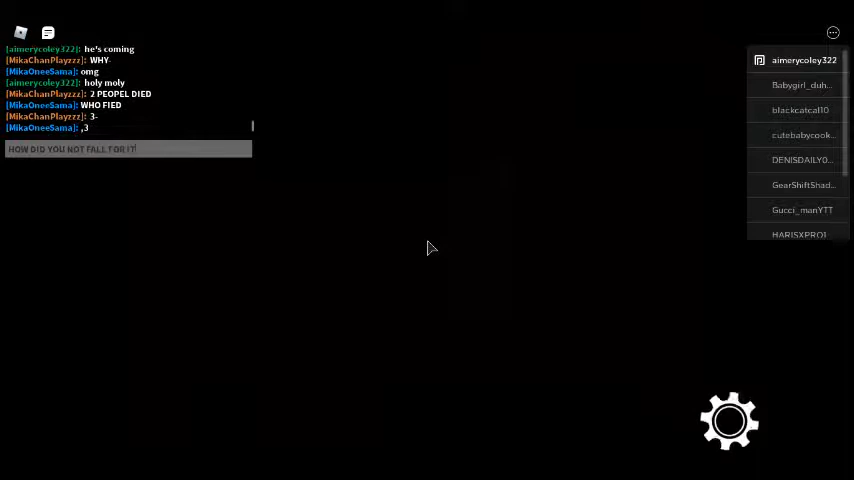 [aimerycoley322]: he's coming
[MikaChanPlayzzz]: WHY-
[MikaOneeSama]: omg
[aimerycoley322]: holy moly
[MikaChanPlayzzz]: 2 PEOPEL DIED
[MikaOneeSama]: WHO FIED
[MikaChanPlayzzz]: 3-
[MikaOneeSama]: ,3
HOW DID YOU NOT FALL FOR IT
aimerycoley322
Babygirl_duh...
blackcatcal10
cutebabycook...
DENISDAILY0...
GearShiftShad...
Gucci_manYTT
HARISXPRO1